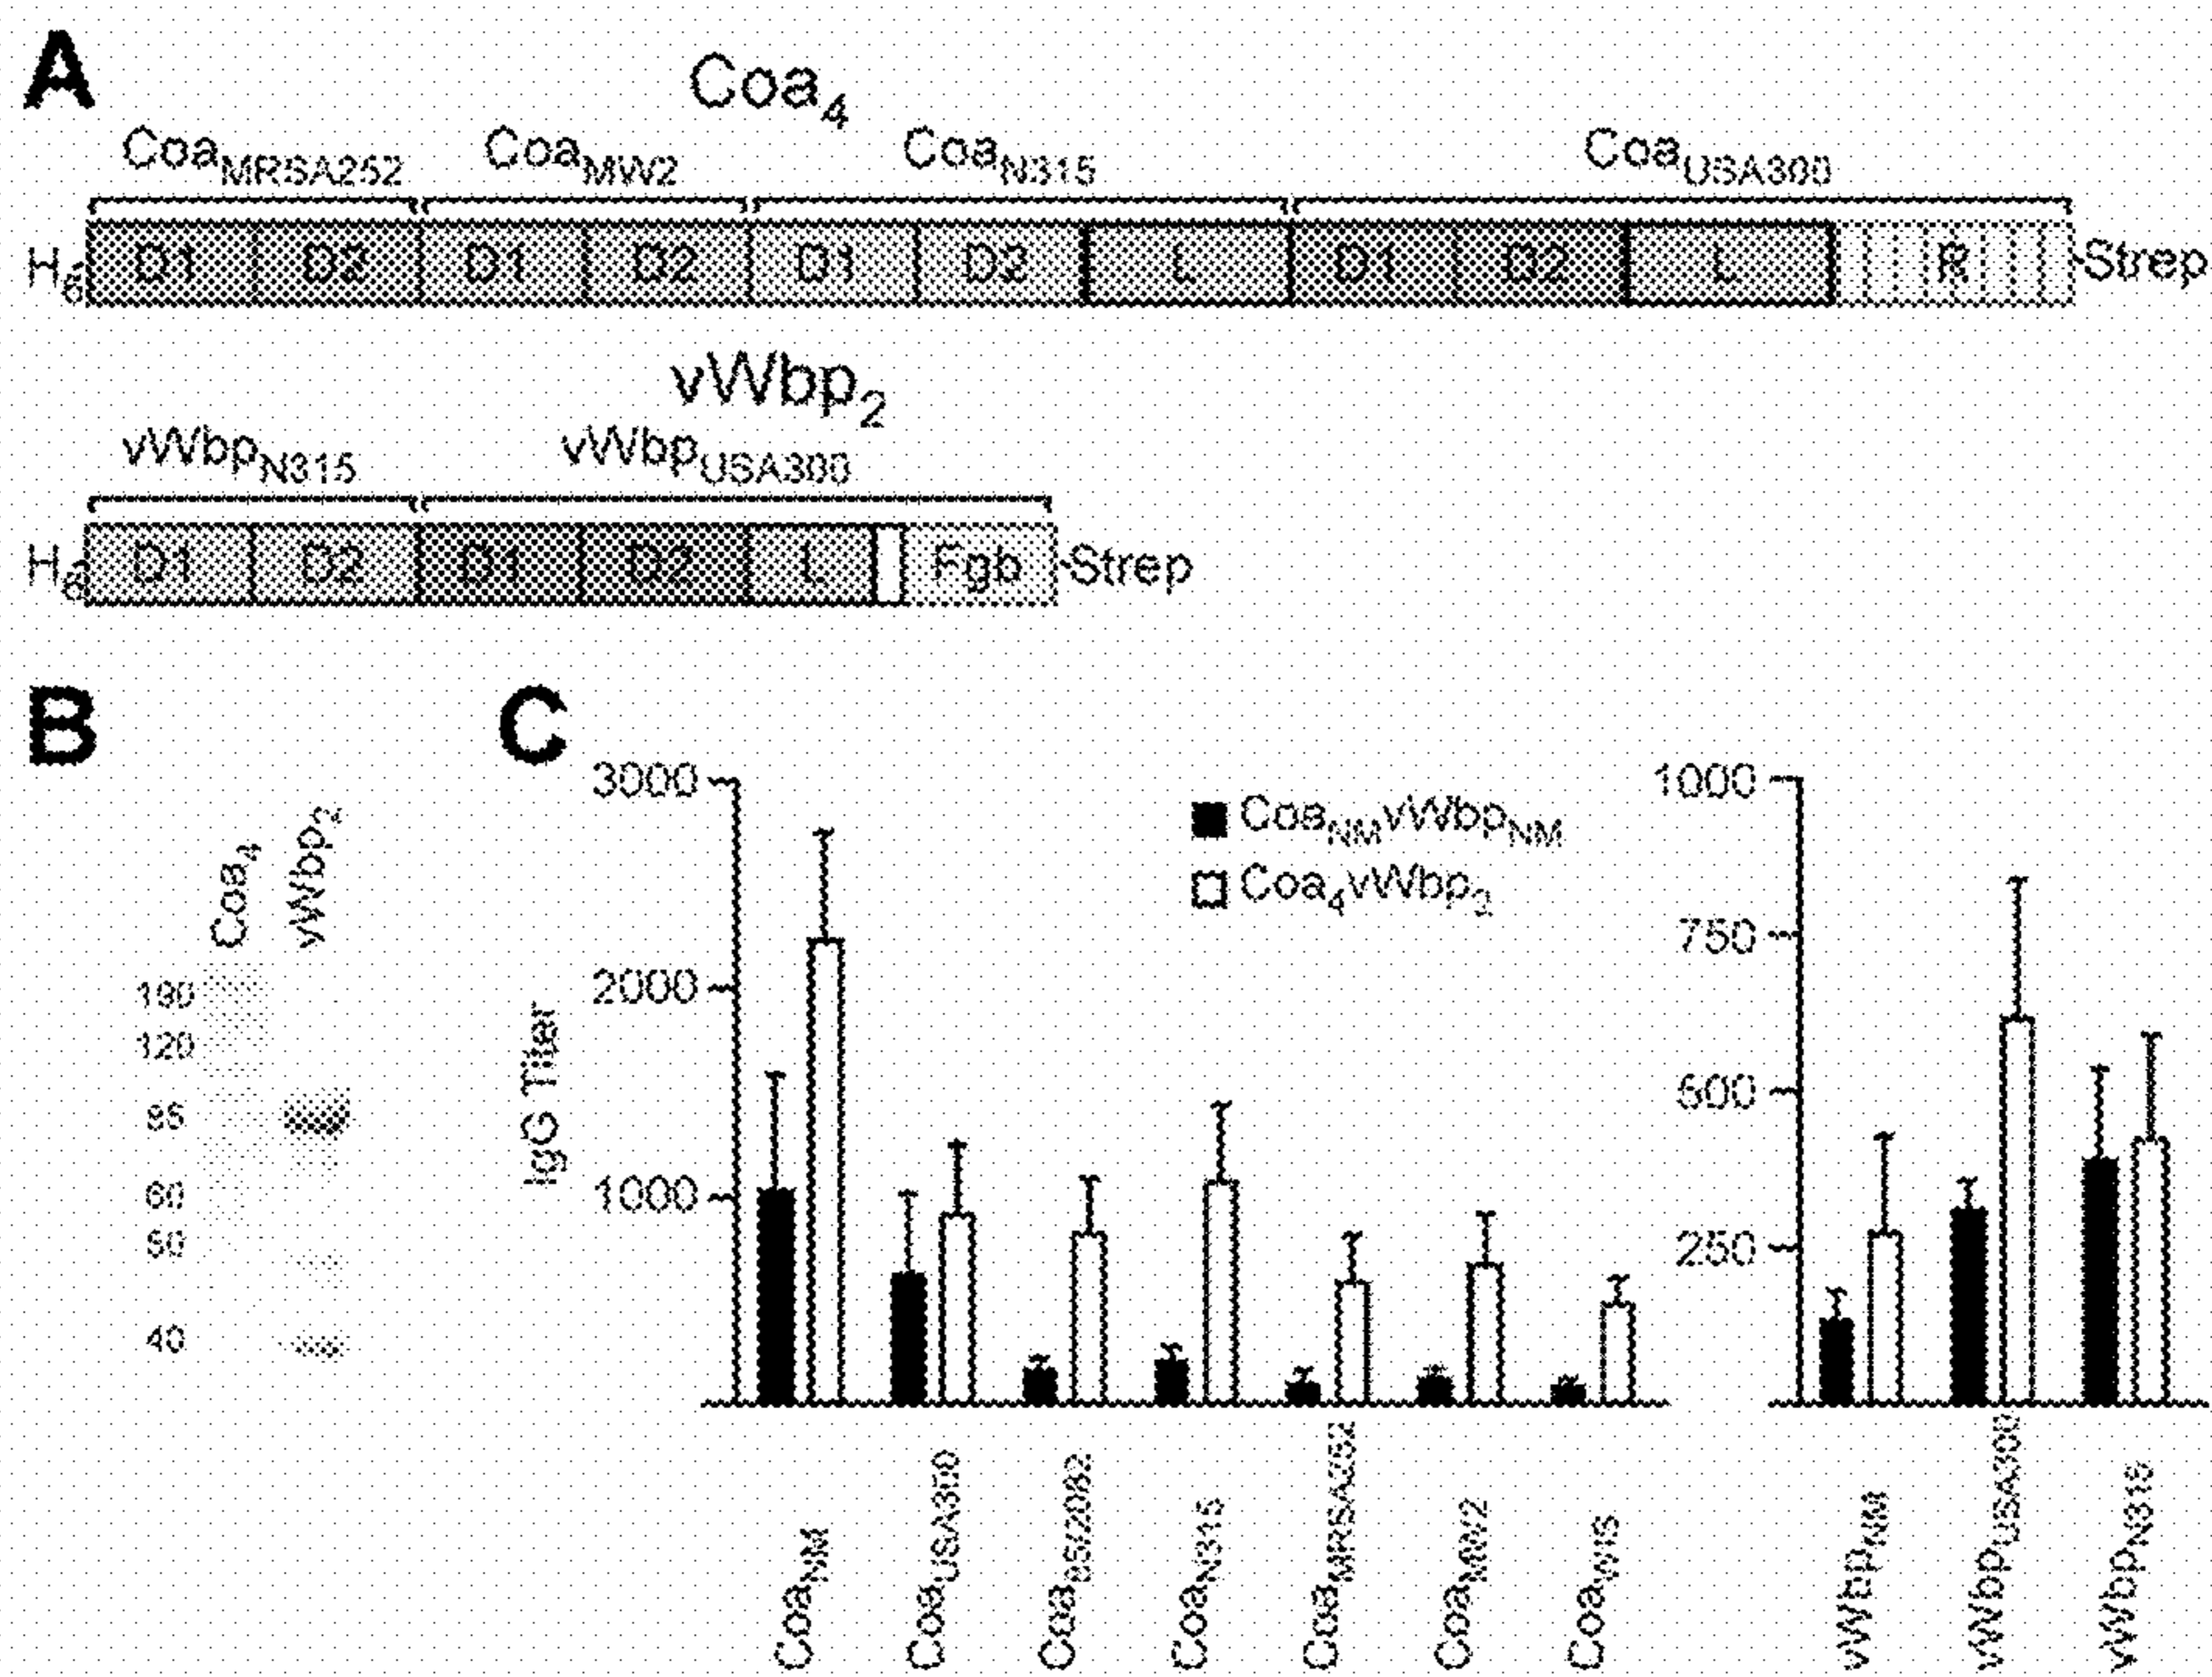 A
Coa4
CoaMRSA252 CoaMW2 CoaN315 CoaUSA300
H6 D1 D2 D1 D2 D1 D2 L D1 D2 L R Strep
vWbp2
vWbpN315 vWbpUSA300
H6 D1 D2 D1 D2 L Fgb Strep
B
Coa4 vWbp2
190
120
85
60
50
40
C
IgG Titer
3000
2000
1000
CoaNMvWbpNM
Coa4vWbp2
1000
750
500
250
CoaNM CoaUSA300 Coa85/2082 CoaN315 CoaMRSA252 CoaMW2 CoaWIS
vWbpNM vWbpUSA300 vWbpN315